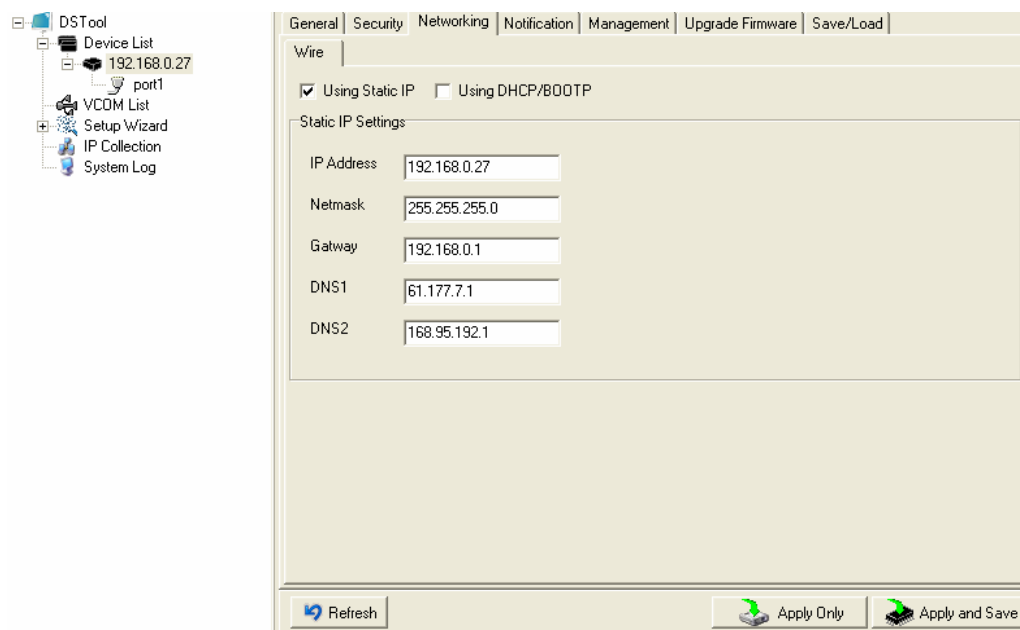 DSTool
Device List
192.168.0.27
port1
VCOM List
Setup Wizard
IP Collection
System Log
General Security Networking Notification Management Upgrade Firmware Save/Load
Wire
Using Static IP Using DHCP/BOOTP
Static IP Settings
IP Address 192.168.0.27
Netmask 255.255.255.0
Gatway 192.168.0.1
DNS1 61.177.7.1
DNS2 168.95.192.1
Refresh Apply Only Apply and Save